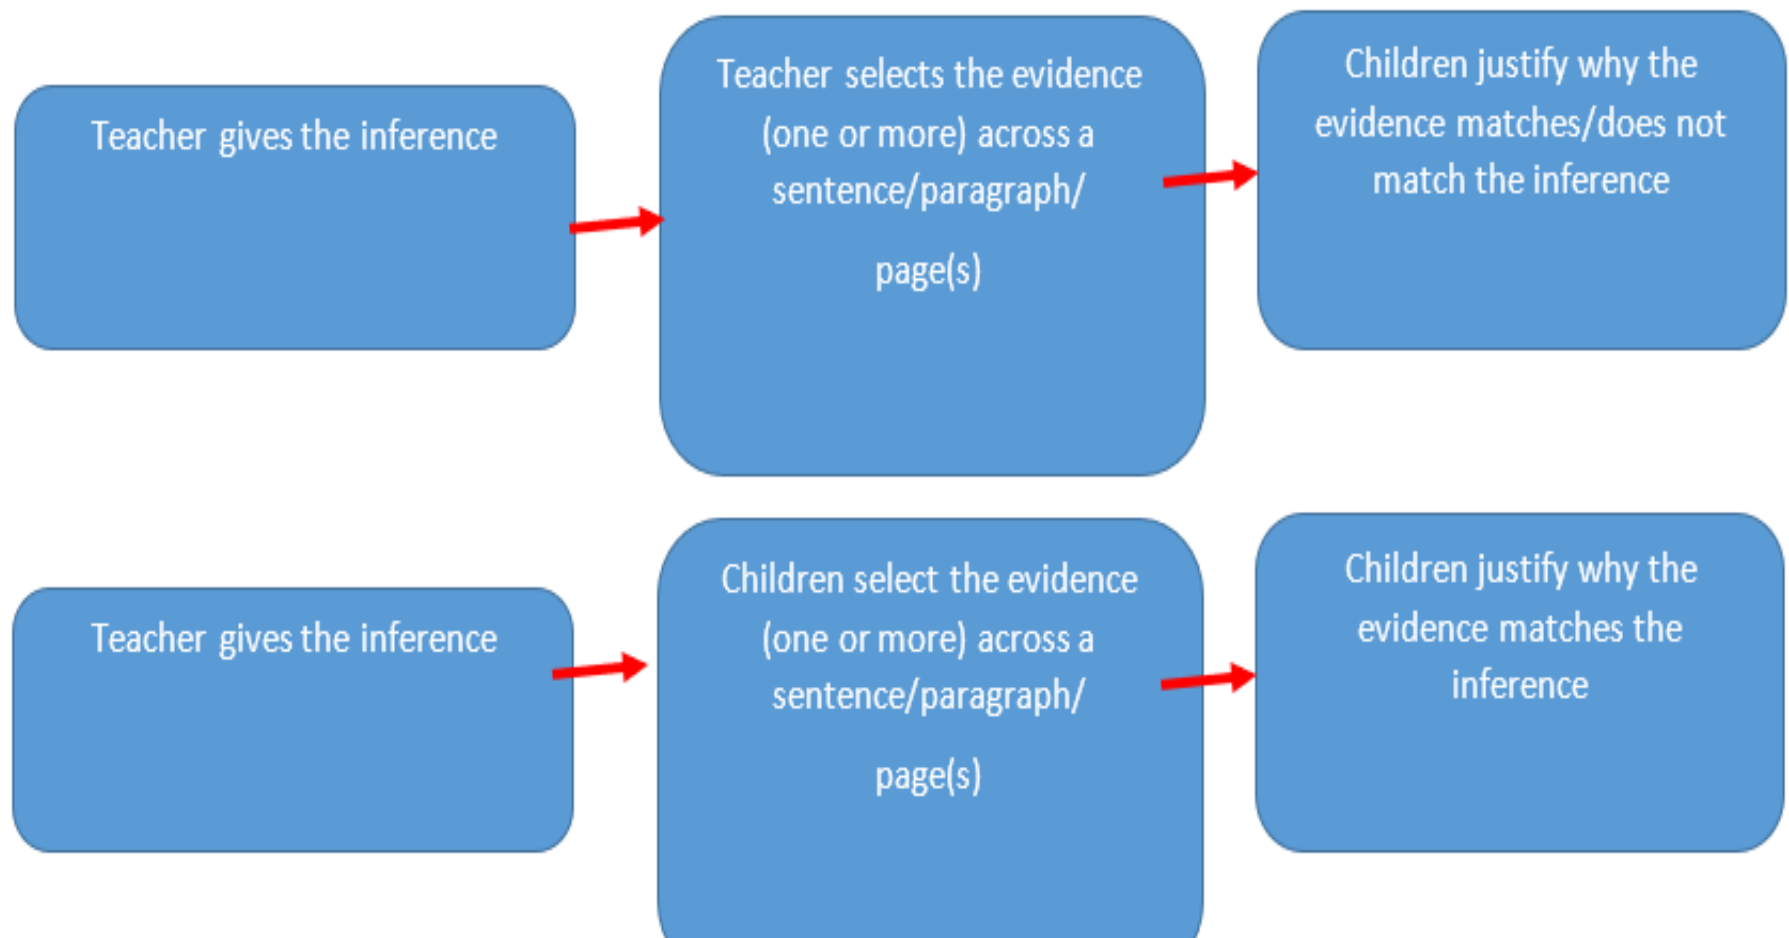 Teacher gives the inference
Teacher selects the evidence
(one or more) across a
sentence/paragraph/
page(s)
Children justify why the
evidence matches/does not
match the inference
Teacher gives the inference
Children select the evidence
(one or more) across a
sentence/paragraph/
page(s)
Children justify why the
evidence matches the
inference